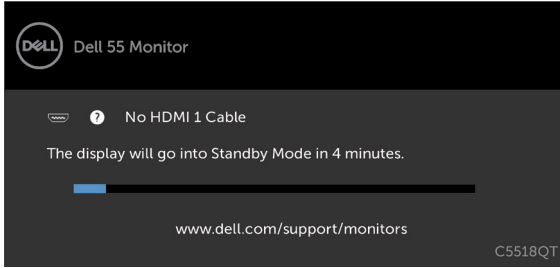 DELL
Dell 55 Monitor
? No HDMI 1 Cable
The display will go into Standby Mode in 4 minutes.
www.dell.com/support/monitors
C5518QT